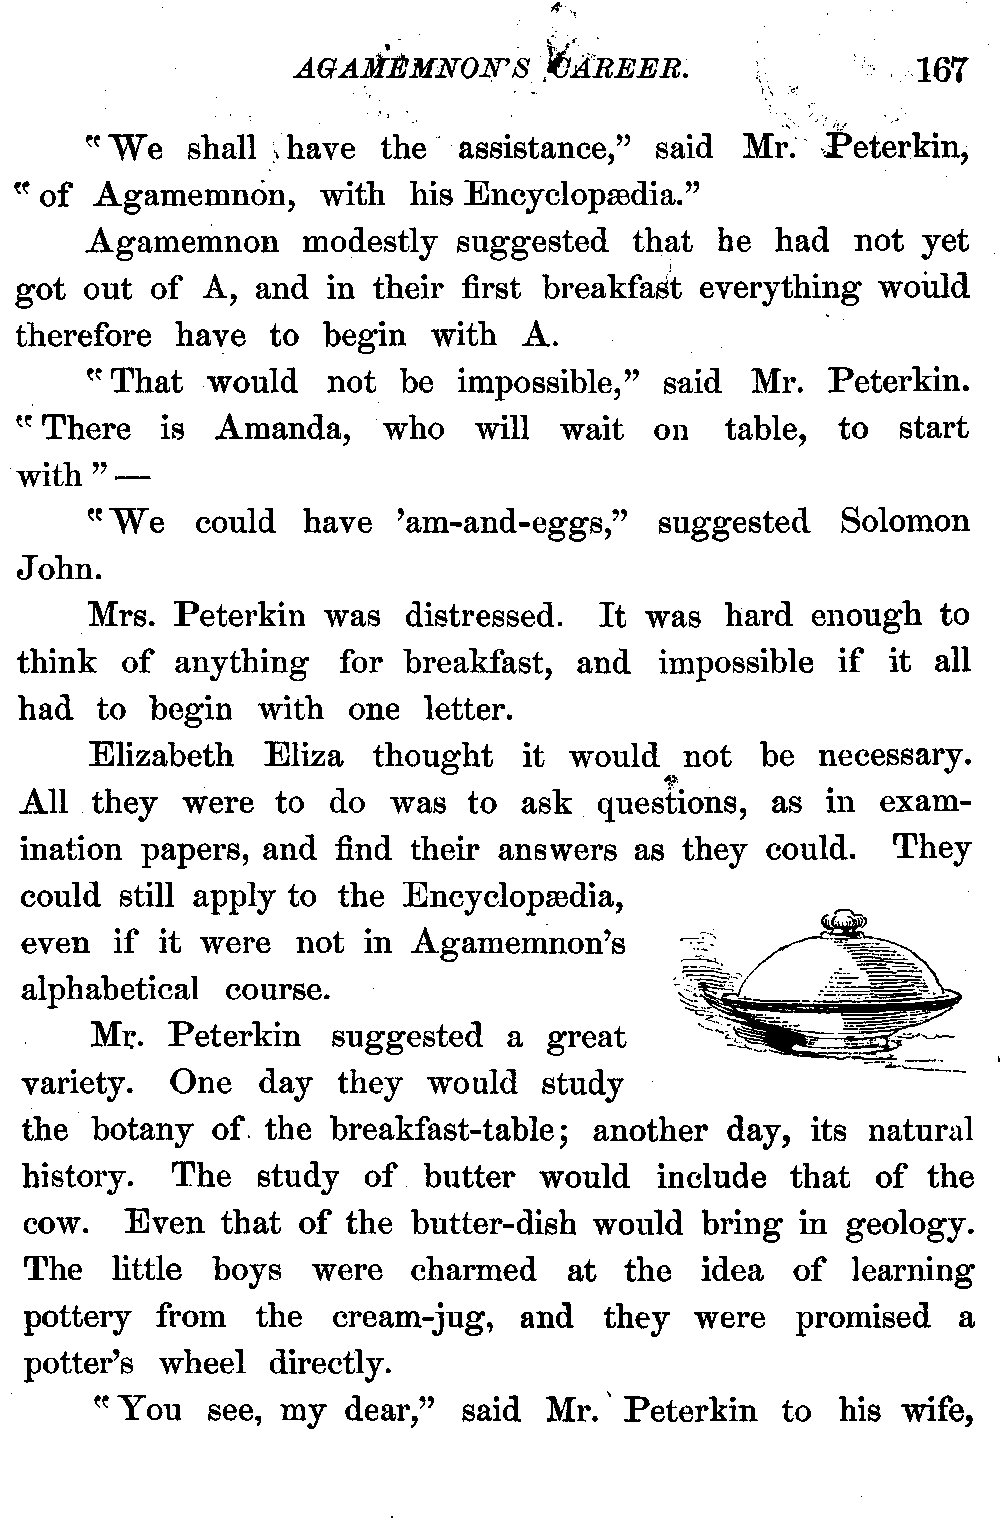 AGAMEMNON'S CAREER. 167
"We shall have the assistance," said Mr. Peterkin,
"of Agamemnon, with his Encyclopædia."
Agamemnon modestly suggested that he had not yet
got out of A, and in their first breakfast everything would
therefore have to begin with A.
"That would not be impossible," said Mr. Peterkin.
"There is Amanda, who will wait on table, to start
with"—
"We could have 'am-and-eggs," suggested Solomon
John.
Mrs. Peterkin was distressed. It was hard enough to
think of anything for breakfast, and impossible if it all
had to begin with one letter.
Elizabeth Eliza thought it would not be necessary.
All they were to do was to ask questions, as in exam-
ination papers, and find their answers as they could. They
could still apply to the Encyclopædia,
even if it were not in Agamemnon's
alphabetical course.
Mr. Peterkin suggested a great
variety. One day they would study
the botany of the breakfast-table; another day, its natural
history. The study of butter would include that of the
cow. Even that of the butter-dish would bring in geology.
The little boys were charmed at the idea of learning
pottery from the cream-jug, and they were promised a
potter's wheel directly.
"You see, my dear," said Mr. Peterkin to his wife,